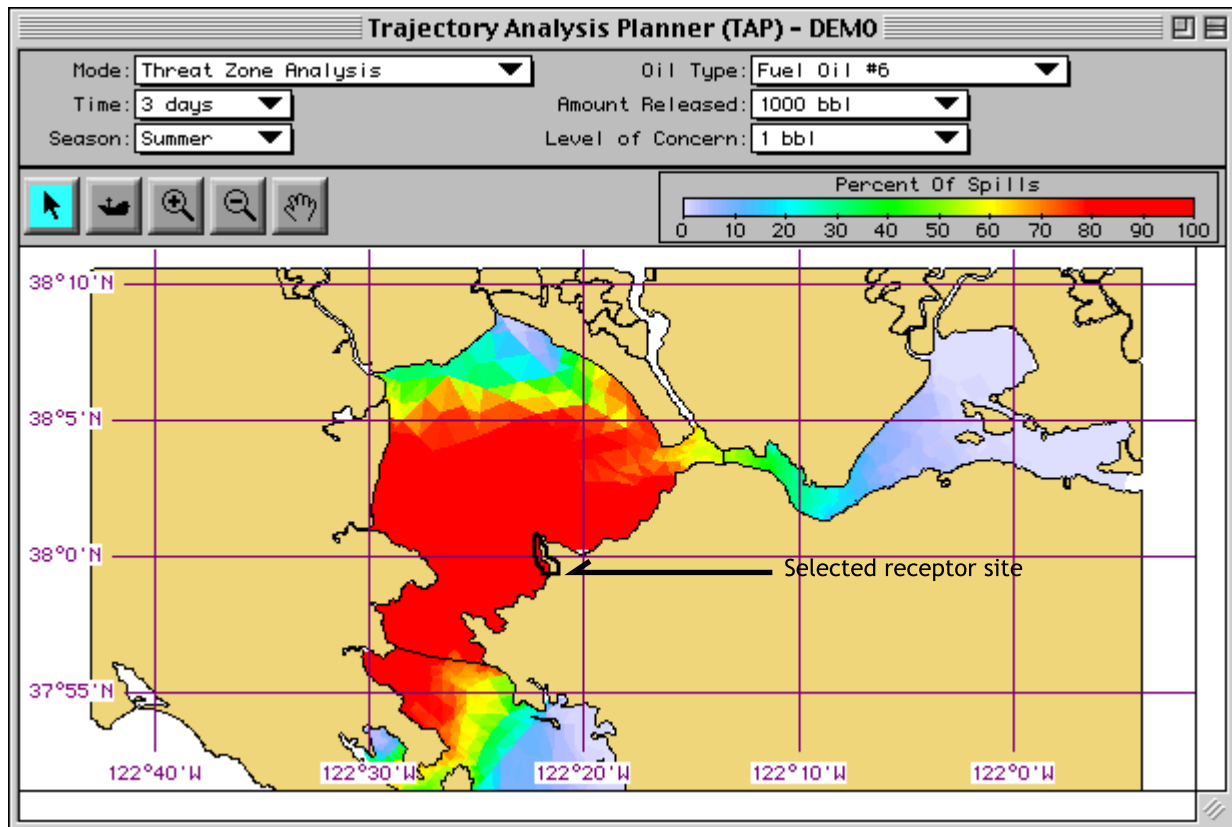 Trajectory Analysis Planner (TAP) - DEMO
Mode: Threat Zone Analysis
Oil Type: Fuel Oil #6
Time: 3 days
Amount Released: 1000 bbl
Season: Summer
Level of Concern: 1 bbl
Percent Of Spills
0 10 20 30 40 50 60 70 80 90 100
38°10'N
38°5'N
38°0'N
Selected receptor site
37°55'N
122°40'W 122°30'W 122°20'W 122°10'W 122°0'W